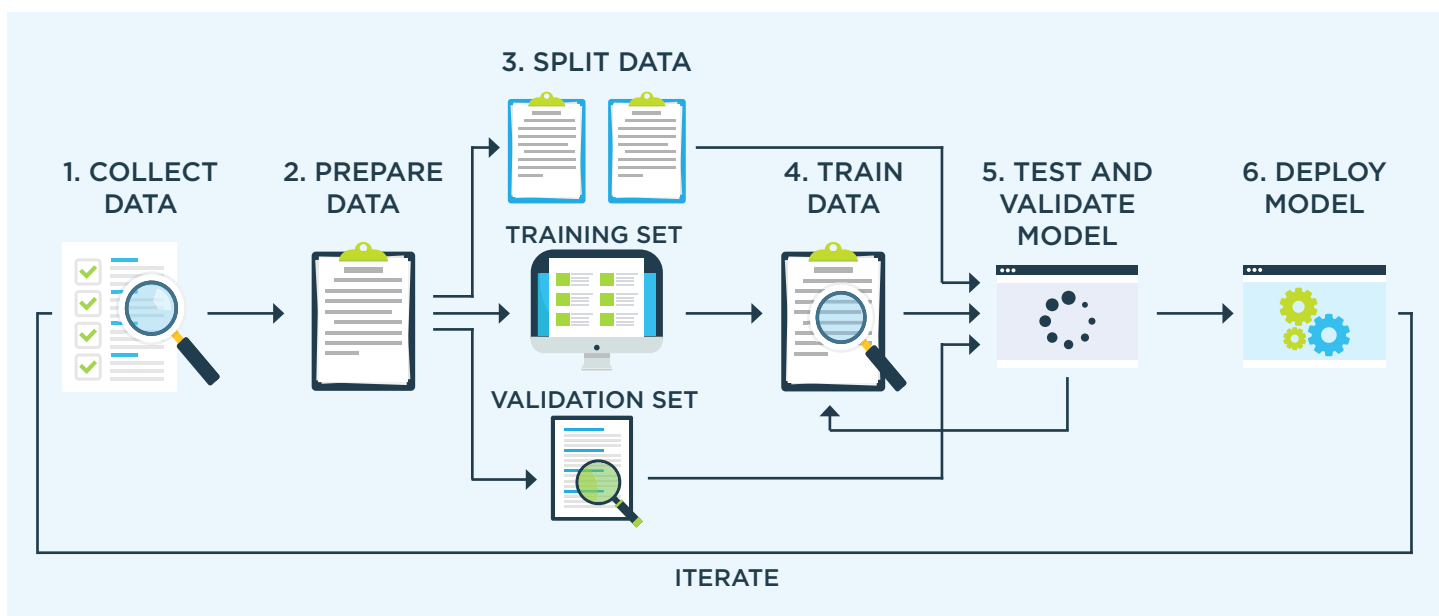 3. SPLIT DATA
1. COLLECT
DATA
2. PREPARE
DATA
4. TRAIN
DATA
5. TEST AND
VALIDATE
MODEL
6. DEPLOY
MODEL
TRAINING SET
VALIDATION SET
ITERATE